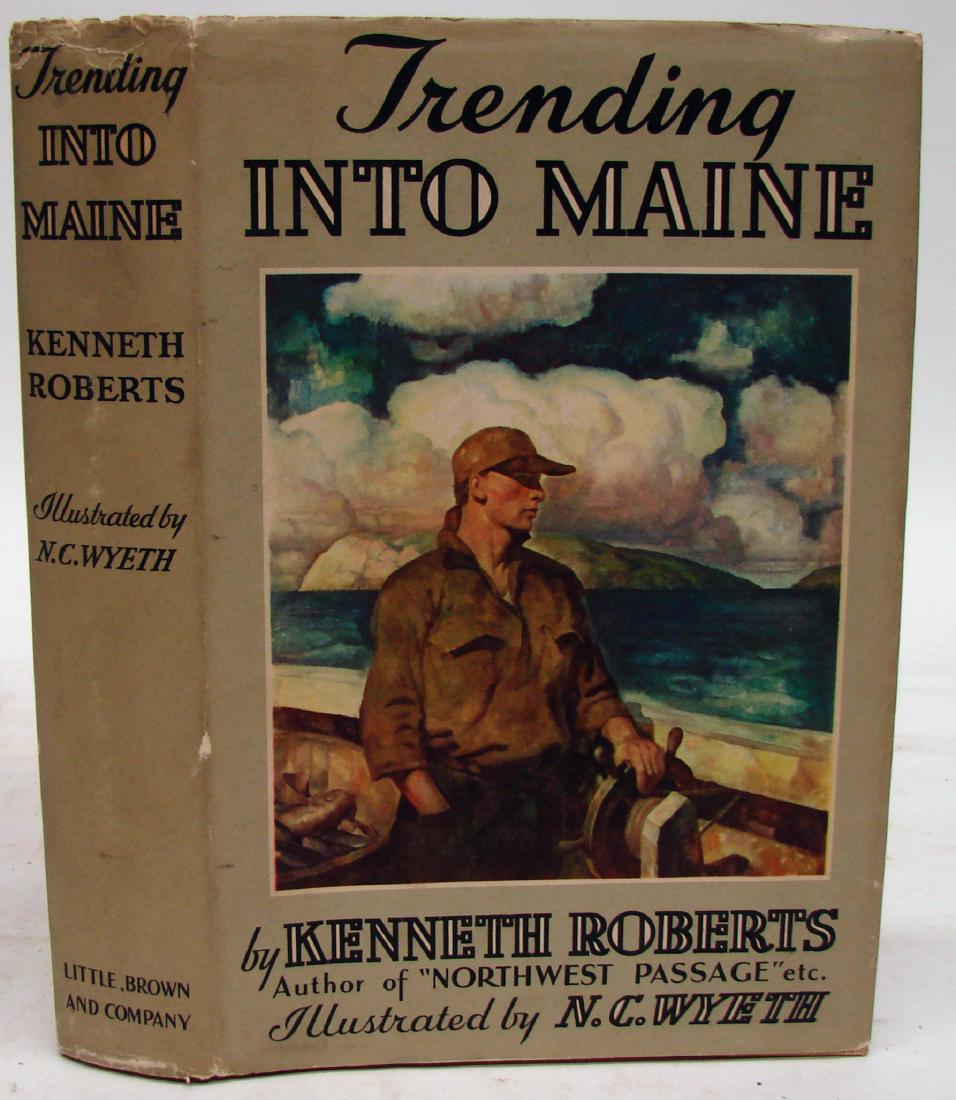 Trending
INTO
MAINE
KENNETH
ROBERTS
Illustrated by
N.C. WYETH
LITTLE, BROWN
AND COMPANY
Trending
INTO MAINE
by KENNETH ROBERTS
Author of "NORTHWEST PASSAGE" etc.
Illustrated by N.C. WYETH